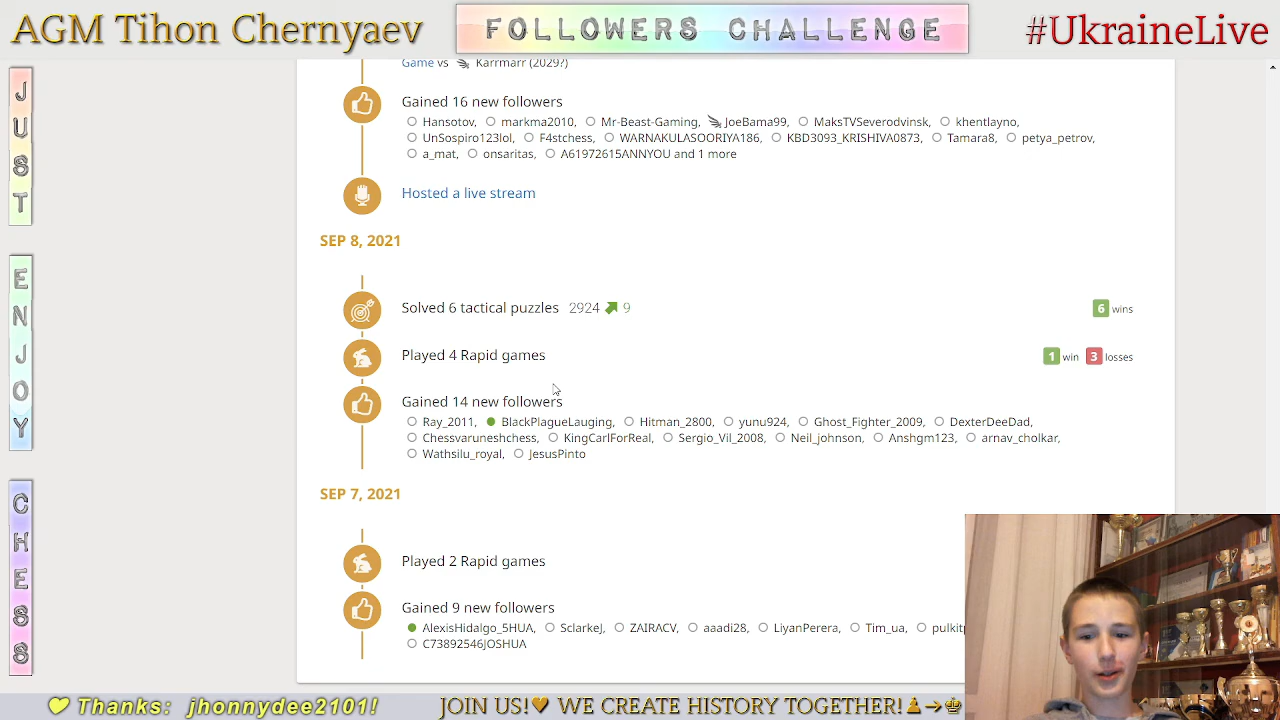 AGM Tihon Chernyaev
FOLLOWERS CHALLENGE
#UkraineLive
JUST
ENJOY
CHESS
Game vs Karrmarr (2029?)
Gained 16 new followers
Hansotov, markma2010, Mr-Beast-Gaming, JoeBama99, MaksTVSeverodvinsk, khentlayno,
UnSospiro123lol, F4stchess, WARNAKULASOORIYA186, KBD3093_KRISHIVA0873, Tamara8, petya_petrov,
a_mat, onsaritas, A61972615ANNYOU and 1 more
Hosted a live stream
SEP 8, 2021
Solved 6 tactical puzzles 2924 9
6 wins
Played 4 Rapid games
1 win 3 losses
Gained 14 new followers
Ray_2011, BlackPlagueLauging, Hitman_2800, yunu924, Ghost_Fighter_2009, DexterDeeDad,
Chessvaruneshchess, KingCarlForReal, Sergio_Vil_2008, Neil_johnson, Anshgm123, arnav_cholkar,
Wathsilu_royal, JesusPinto
SEP 7, 2021
Played 2 Rapid games
Gained 9 new followers
AlexisHidalgo_5HUA, SclarkeJ, ZAIRACV, aaadi28, LiyanPerera, Tim_ua,
C73892546JOSHUA
Thanks: jhonnydee2101!
JOIN US! WE CREATE HISTORY TOGETHER!